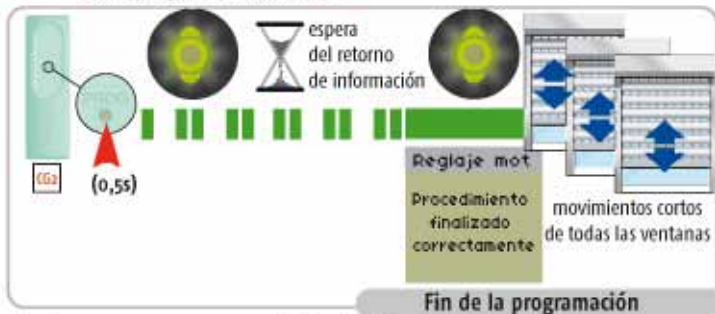 espera
del retorno
de información
PROG
CG2
(0,5s)
Reglaje mot
Procedimiento
finalizado
correctamente
movimientos cortos
de todas las ventanas
Fin de la programación